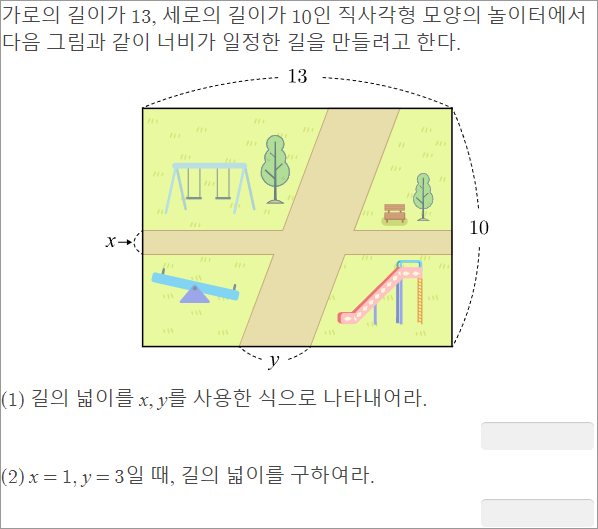 가로의 길이가 13, 세로의 길이가 10인 직사각형 모양의 놀이터에서
다음 그림과 같이 너비가 일정한 길을 만들려고 한다.
13
x
10
y
(1) 길의 넓이를 x, y를 사용한 식으로 나타내어라.
(2) x = 1, y = 3일 때, 길의 넓이를 구하여라.